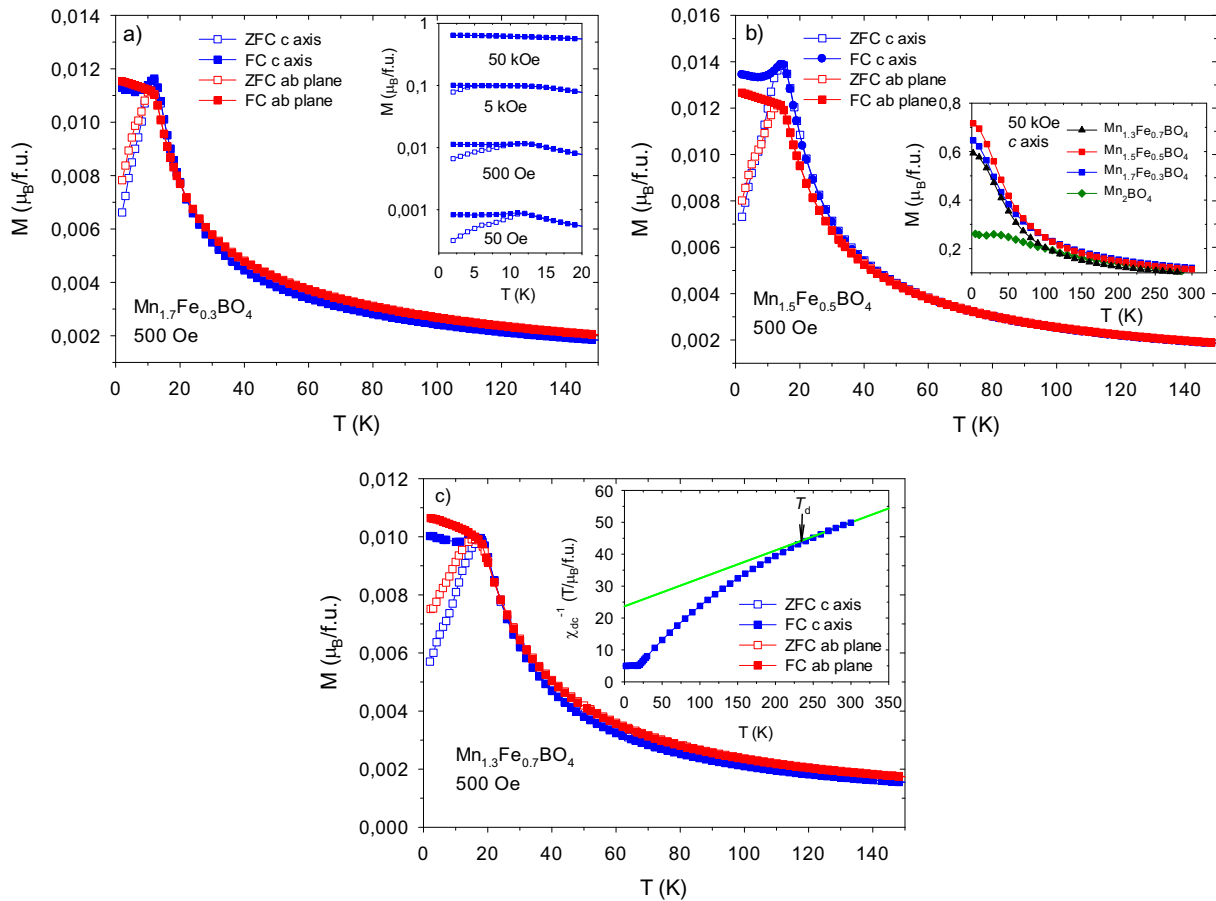 a)
ZFC c axis
FC c axis
ZFC ab plane
FC ab plane
0,014
0,012
0,010
0,008
0,006
0,004
0,002
M (μB/f.u.)
0 20 40 60 80 100 120 140
T (K)
Mn1.7Fe0.3BO4
500 Oe
1
0,1
0,01
0,001
M (μB/f.u.)
50 kOe
5 kOe
500 Oe
50 Oe
0 5 10 15 20
T (K)
b)
ZFC c axis
FC c axis
ZFC ab plane
FC ab plane
0,016
0,014
0,012
0,010
0,008
0,006
0,004
0,002
M (μB/f.u.)
0 20 40 60 80 100 120 140
T (K)
Mn1.5Fe0.5BO4
500 Oe
0,8
0,6
0,4
0,2
M (μB/f.u.)
50 kOe
c axis
Mn1.3Fe0.7BO4
Mn1.5Fe0.5BO4
Mn1.7Fe0.3BO4
Mn2BO4
0 50 100 150 200 250 300
T (K)
c)
0,012
0,010
0,008
0,006
0,004
0,002
0,000
M (μB/f.u.)
0 20 40 60 80 100 120 140
T (K)
Mn1.3Fe0.7BO4
500 Oe
60
50
40
30
20
10
0
χdc-1 (T/μB/f.u.)
Td
ZFC c axis
FC c axis
ZFC ab plane
FC ab plane
0 50 100 150 200 250 300 350
T (K)